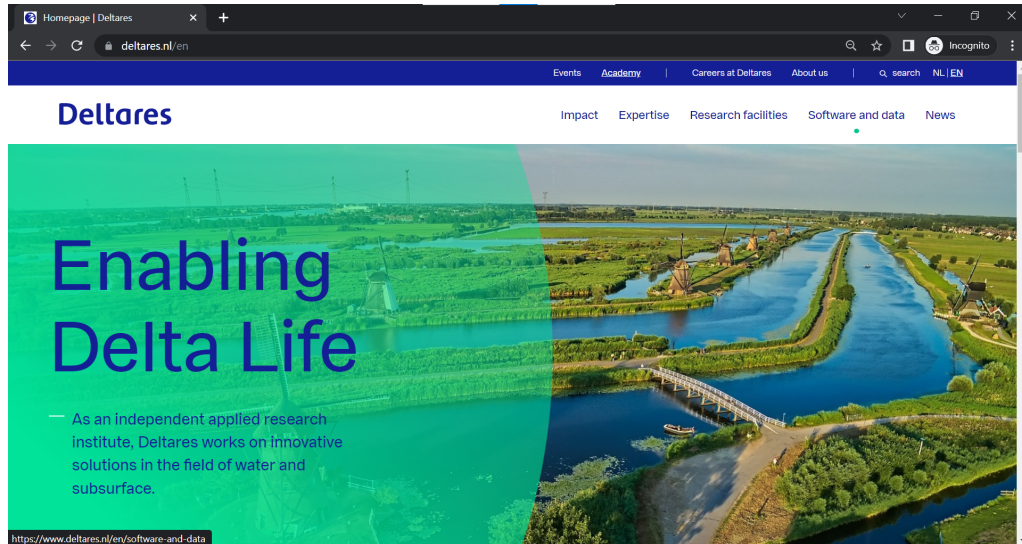 Homepage | Deltares
deltares.nl/en
Incognito
Events Academy | Careers at Deltares About us | search NL | EN
Deltares
Impact Expertise Research facilities Software and data News
Enabling
Delta Life
As an independent applied research
institute, Deltares works on innovative
solutions in the field of water and
subsurface.
https://www.deltares.nl/en/software-and-data